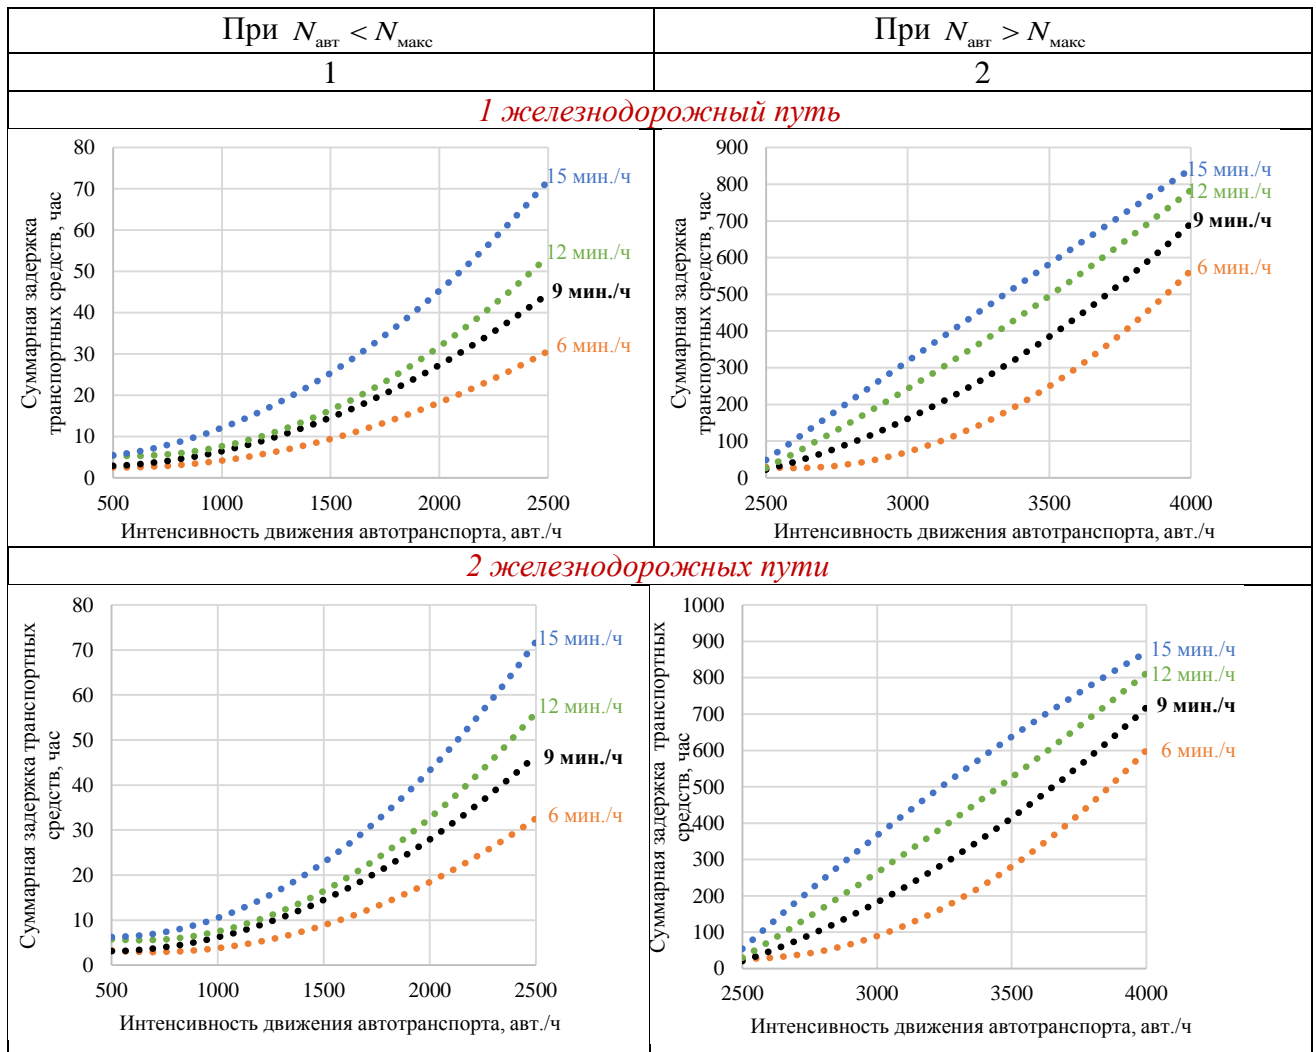 При N авт < N макс
При N авт > N макс
1
2
1 железнодорожный путь
Суммарная задержка
транспортных средств, час
80
70
60
50
40
30
20
10
0
15 мин./ч
12 мин./ч
9 мин./ч
6 мин./ч
500 1000 1500 2000 2500
Интенсивность движения автотранспорта, авт./ч
Суммарная задержка
транспортных средств, час
900
800
700
600
500
400
300
200
100
0
15 мин./ч
12 мин./ч
9 мин./ч
6 мин./ч
2500 3000 3500 4000
Интенсивность движения автотранспорта, авт./ч
2 железнодорожных пути
Суммарная задержка транспортных
средств, час
80
70
60
50
40
30
20
10
0
15 мин./ч
12 мин./ч
9 мин./ч
6 мин./ч
500 1000 1500 2000 2500
Интенсивность движения автотранспорта, авт./ч
Суммарная задержка транспортных
средств, час
1000
900
800
700
600
500
400
300
200
100
0
15 мин./ч
12 мин./ч
9 мин./ч
6 мин./ч
2500 3000 3500 4000
Интенсивность движения автотранспорта, авт./ч